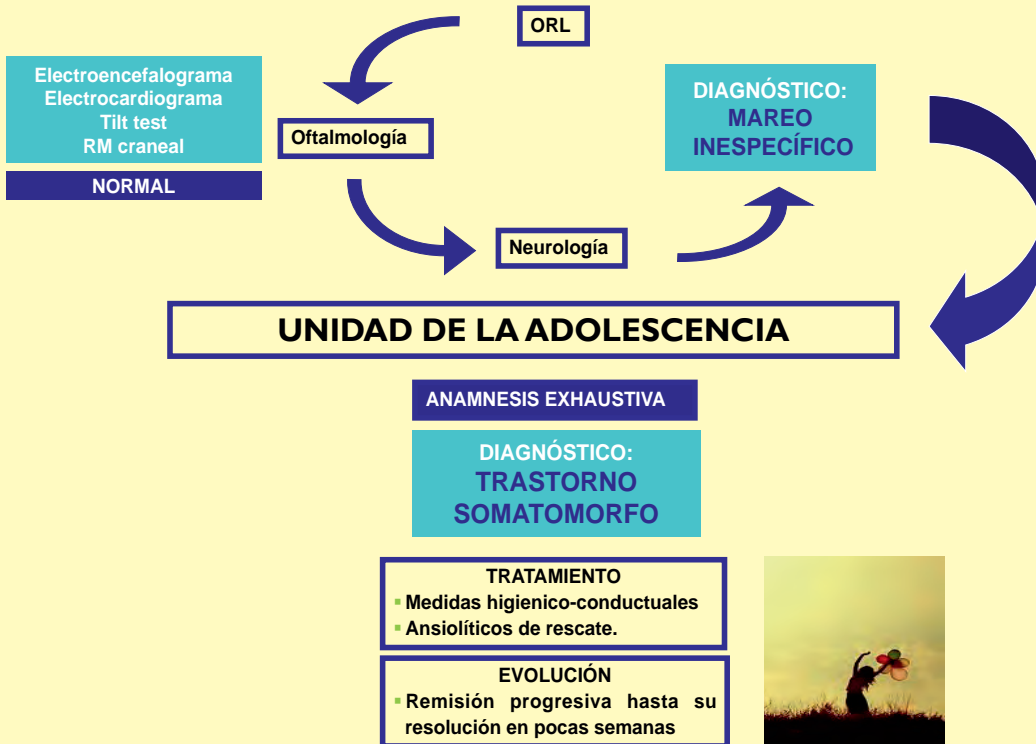 ORL
Electroencefalograma
Electrocardiograma
Tilt test
RM craneal
NORMAL
Oftalmología
Neurología
DIAGNÓSTICO:
MAREO
INESPECÍFICO
UNIDAD DE LA ADOLESCENCIA
ANAMNESIS EXHAUSTIVA
DIAGNÓSTICO:
TRASTORNO
SOMATOMORFO
TRATAMIENTO
▪ Medidas higienico-conductuales
▪ Ansiolíticos de rescate.
EVOLUCIÓN
▪ Remisión progresiva hasta su
resolución en pocas semanas